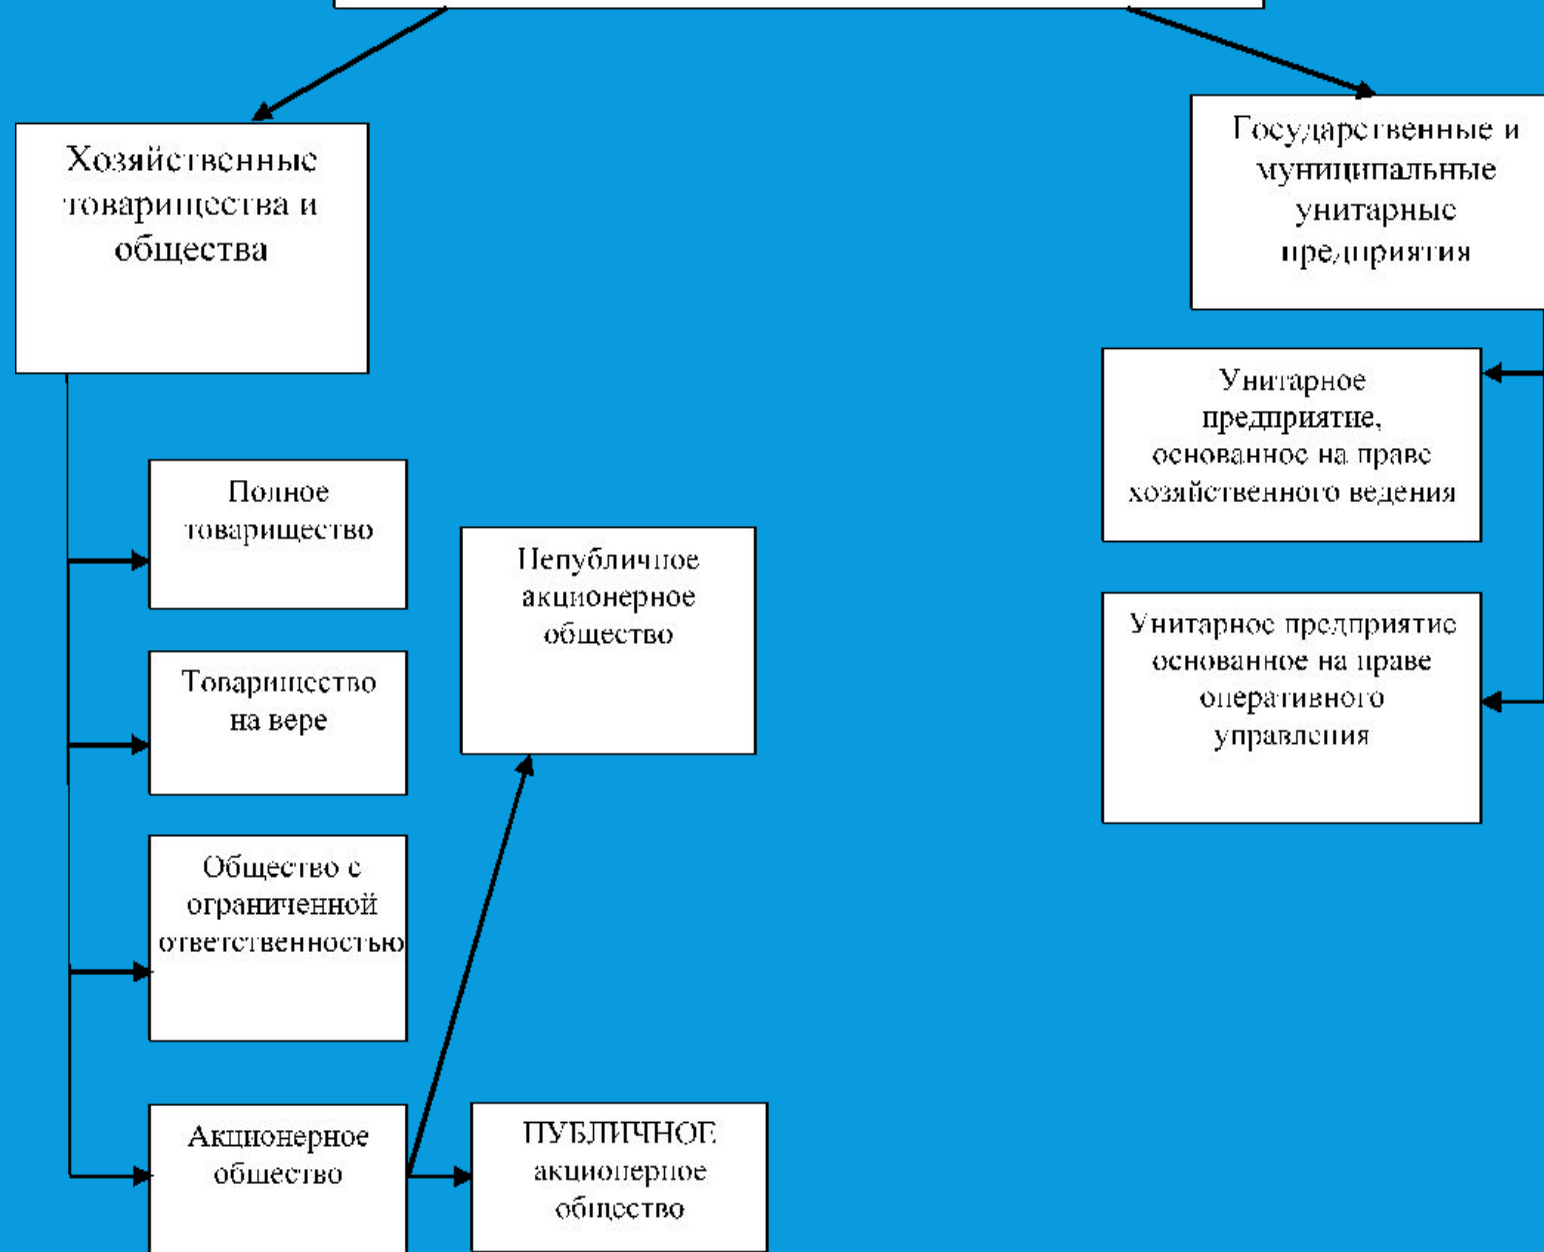 Хозяйственные
товарищества и
общества
Государственные и
муниципальные
унитарные
предприятия
Унитарное
предприятие,
основанное на праве
хозяйственного ведения
Полное
товарищество
Непубличное
акционерное
общество
Унитарное предприятие
основанное на праве
оперативного
управления
Товарищество
на вере
Общество с
ограниченной
ответственностью
Акционерное
общество
ПУБЛИЧНОЕ
акционерное
общество